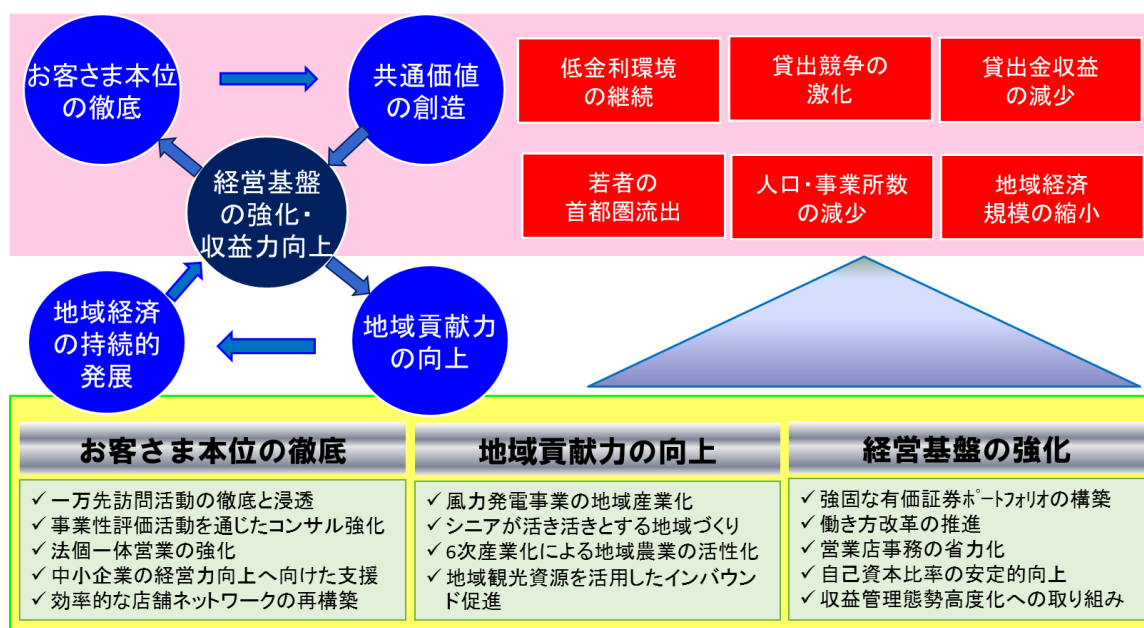 お客さま本位
の徹底
共通価値
の創造
経営基盤
の強化・
収益力向上
地域経済
の持続的
発展
地域貢献力
の向上
低金利環境
の継続
貸出競争の
激化
貸出金収益
の減少
若者の
首都圏流出
人口・事業所数
の減少
地域経済
規模の縮小
お客さま本位の徹底
✓一万先訪問活動の徹底と浸透
✓事業性評価活動を通じたコンサル強化
✓法個一体営業の強化
✓中小企業の経営力向上へ向けた支援
✓効率的な店舗ネットワークの再構築
地域貢献力の向上
✓風力発電事業の地域産業化
✓シニアが活き活きとする地域づくり
✓6次産業化による地域農業の活性化
✓地域観光資源を活用したインバウン
ド促進
経営基盤の強化
✓強固な有価証券ﾎﾟｰﾄフォリオの構築
✓働き方改革の推進
✓営業店事務の省力化
✓自己資本比率の安定的向上
✓収益管理態勢高度化への取り組み